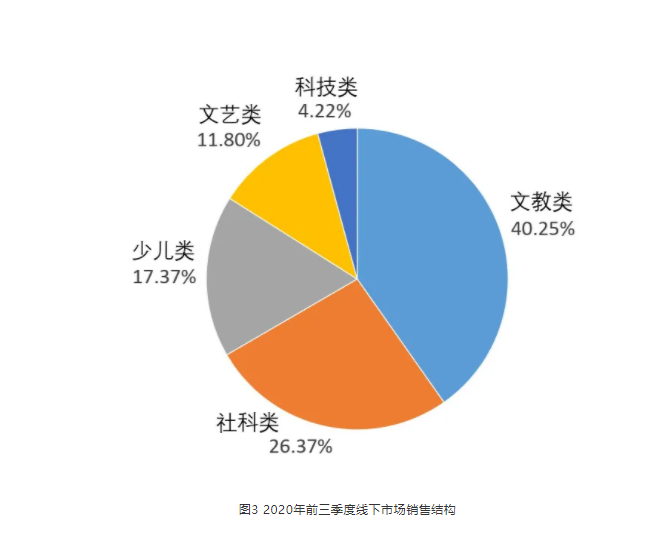 科技类
4.22%
文艺类
11.80%
文教类
40.25%
少儿类
17.37%
社科类
26.37%
图3 2020年前三季度线下市场销售结构